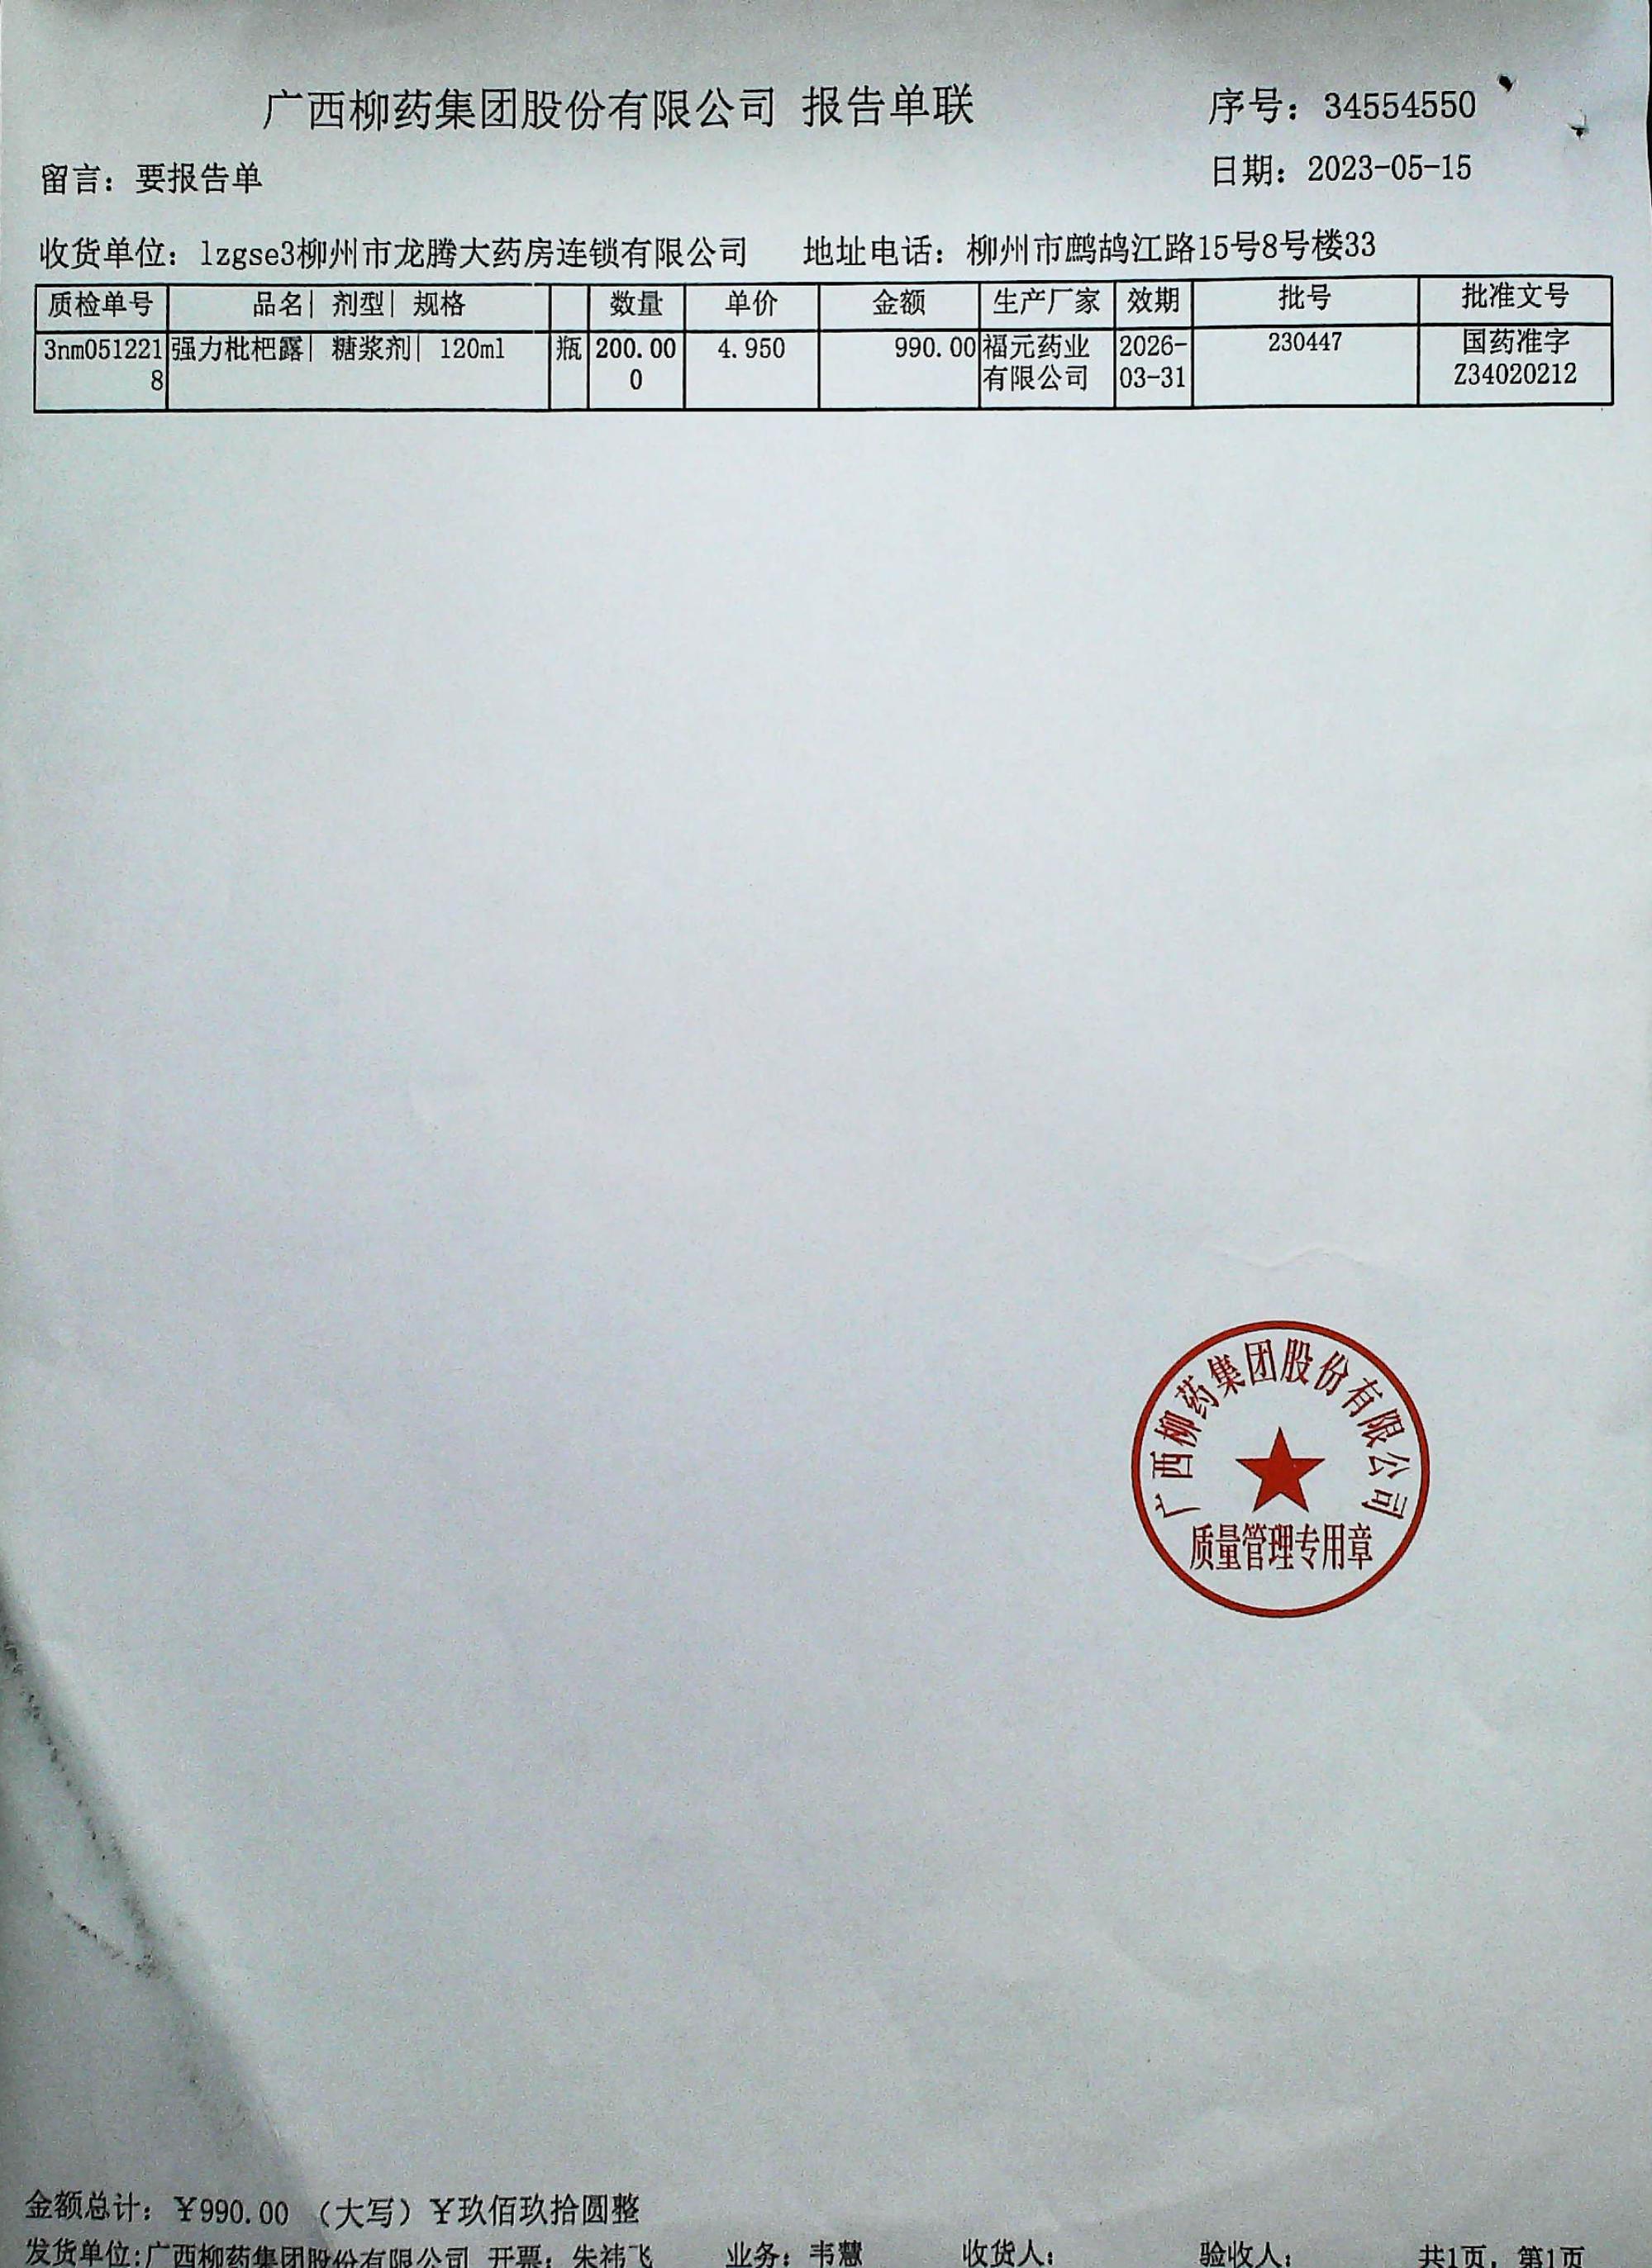 广西柳药集团股份有限公司 报告单联
序号：34554550
留言：要报告单
日期：2023-05-15
收货单位：lzgse3柳州市龙腾大药房连锁有限公司 地址电话：柳州市鹧鸪江路15号8号楼33
质检单号 品名| 剂型| 规格 数量 单价 金额 生产厂家 效期 批号 批准文号
3nm051221 强力枇杷露| 糖浆剂| 120ml 瓶 200.00 4.950 990.00 福元药业 2026- 230447 国药准字
8 0 有限公司 03-31 Z34020212
广西柳药集团股份有限公司
质量管理专用章
金额总计：￥990.00 （大写）￥玖佰玖拾圆整
发货单位:广西柳药集团股份有限公司 开票：朱祎飞 业务：韦慧 收货人： 验收人： 共1页，第1页